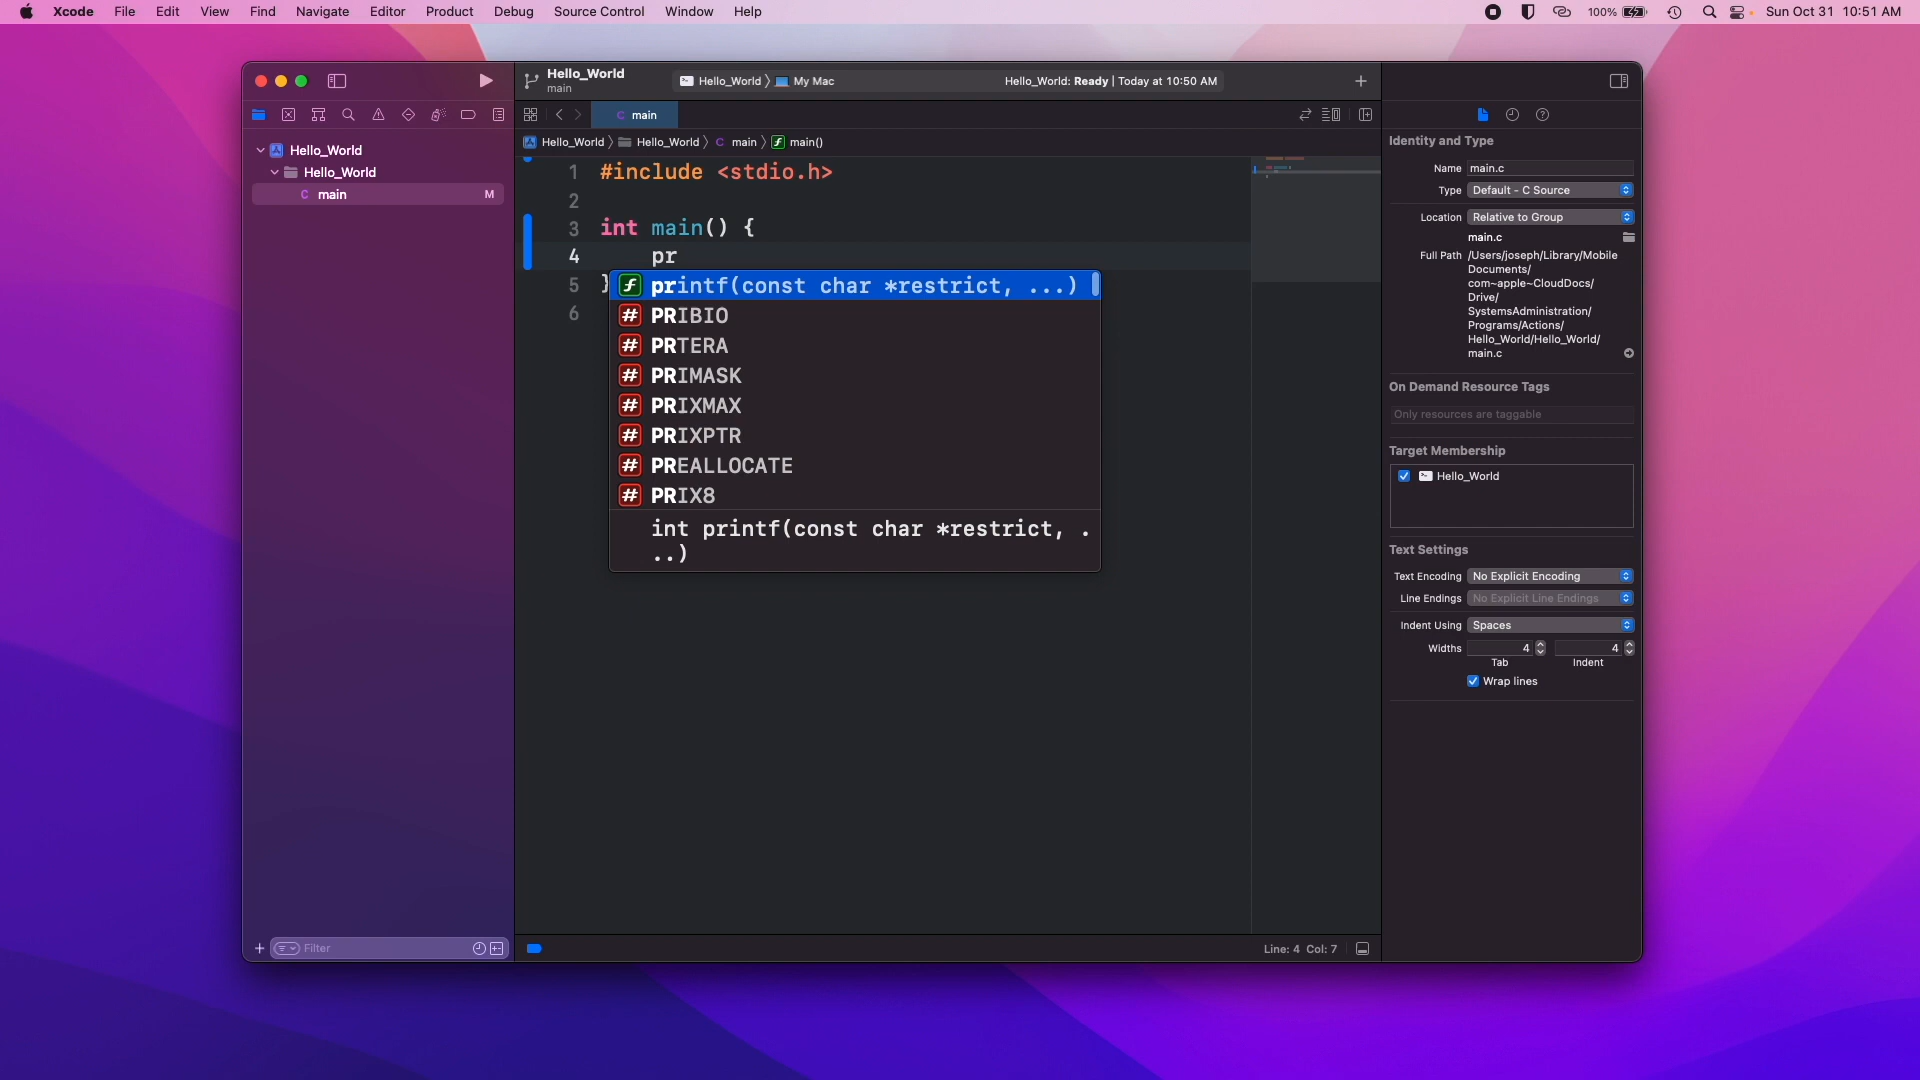 Xcode File Edit View Find Navigate Editor Product Debug Source Control Window Help 100% Sun Oct 31 10:51 AM
Hello_World
main
Hello_World My Mac Hello_World: Ready | Today at 10:50 AM
C main
Hello_World Hello_World C main main()
Hello_World
Hello_World
C main M
1 #include <stdio.h>
2
3 int main() {
4 pr
5 }
6
printf(const char *restrict, ...)
# PRIBIO
# PRTERA
# PRIMASK
# PRIXMAX
# PRIXPTR
# PREALLOCATE
# PRIX8
int printf(const char *restrict, .
..)
Filter
Line: 4 Col: 7
Identity and Type
Name main.c
Type Default - C Source
Location Relative to Group
main.c
Full Path /Users/joseph/Library/Mobile
Documents/
com~apple~CloudDocs/
Drive/
SystemsAdministration/
Programs/Actions/
Hello_World/Hello_World/
main.c
On Demand Resource Tags
Only resources are taggable
Target Membership
Hello_World
Text Settings
Text Encoding No Explicit Encoding
Line Endings No Explicit Line Endings
Indent Using Spaces
Widths 4 4
Tab Indent
Wrap lines